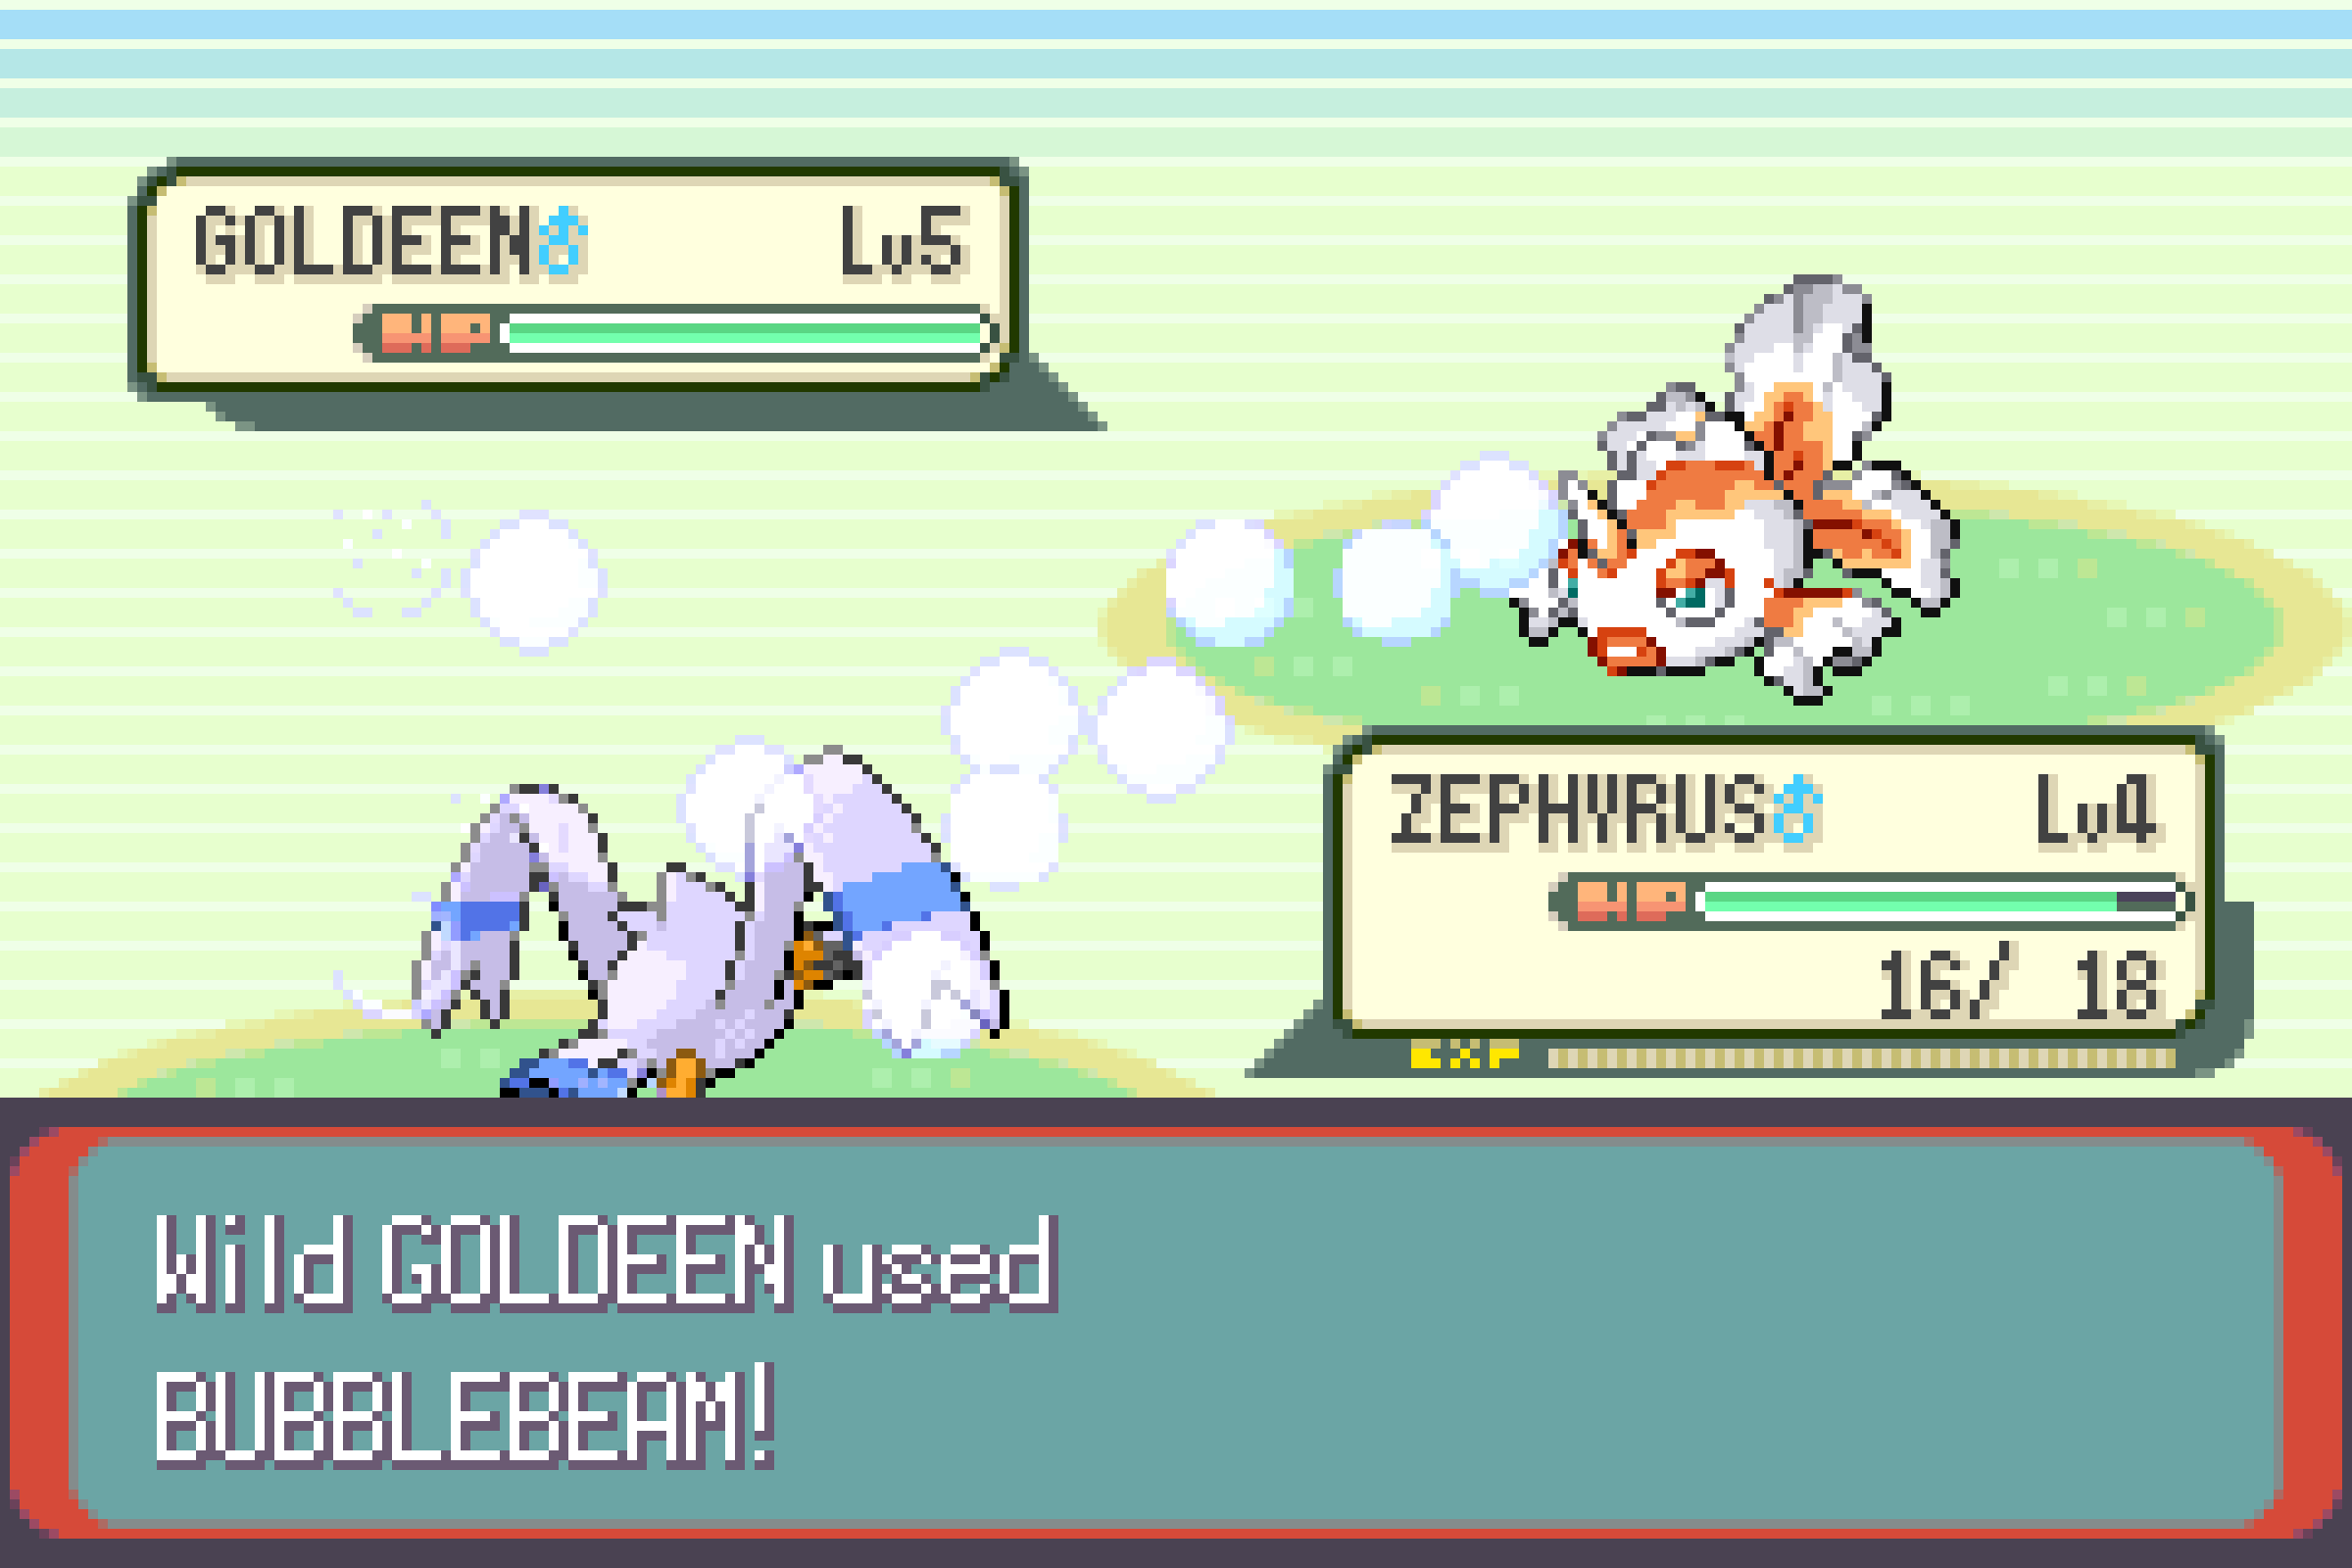 GOLDEEN♂ Lv5
HP
ZEPHYRUS♂ Lv4
HP
16/ 18
EXP
Wild GOLDEEN used
BUBBLEBEAM!